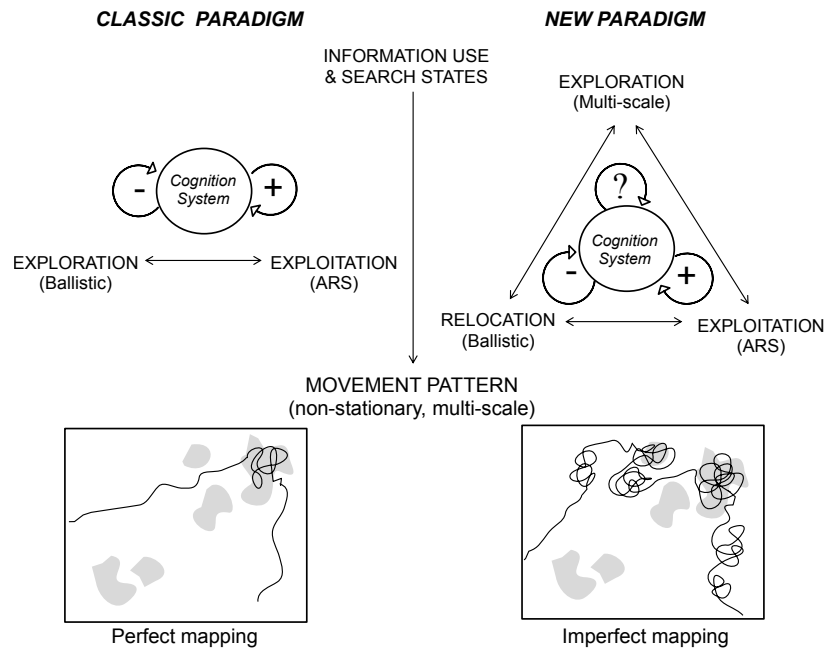 CLASSIC PARADIGM
NEW PARADIGM
INFORMATION USE
& SEARCH STATES
EXPLORATION
(Multi-scale)
-
Cognition
System
+
?
Cognition
System
-
+
EXPLORATION
(Ballistic)
EXPLOITATION
(ARS)
RELOCATION
(Ballistic)
EXPLOITATION
(ARS)
MOVEMENT PATTERN
(non-stationary, multi-scale)
Perfect mapping
Imperfect mapping